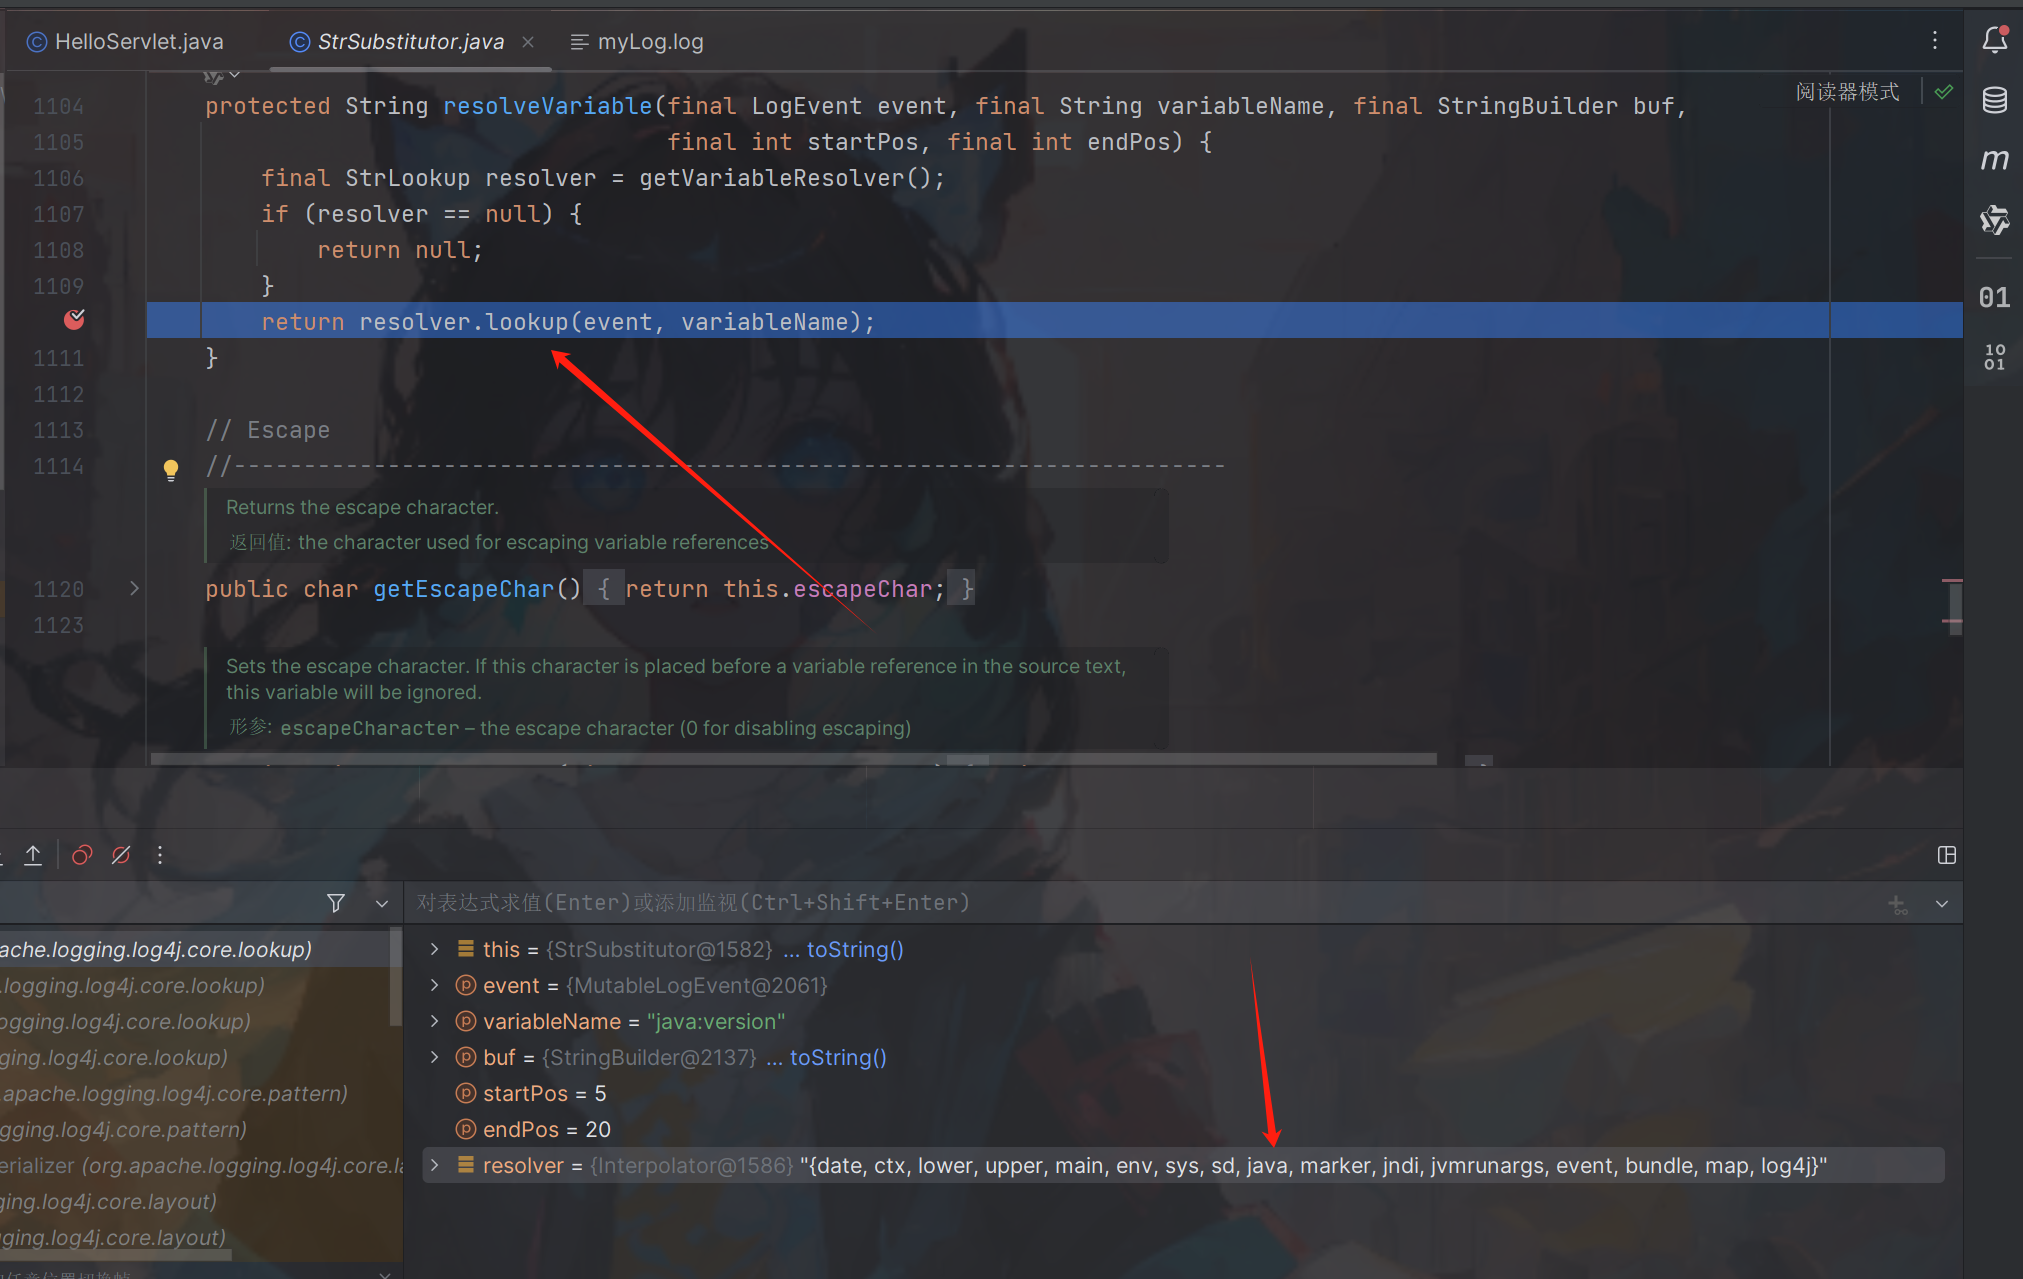 HelloServlet.java StrSubstitutor.java myLog.log
阅读器模式
1104 protected String resolveVariable(final LogEvent event, final String variableName, final StringBuilder buf,
1105 final int startPos, final int endPos) {
1106 final StrLookup resolver = getVariableResolver();
1107 if (resolver == null) {
1108 return null;
1109 }
return resolver.lookup(event, variableName);
1111 }
1112
1113 // Escape
1114 //-----------------------------------------------------------------------
Returns the escape character.
返回值: the character used for escaping variable references
1120 public char getEscapeChar() { return this.escapeChar; }
1123
Sets the escape character. If this character is placed before a variable reference in the source text,
this variable will be ignored.
形参: escapeCharacter – the escape character (0 for disabling escaping)
m
01
10
01
对表达式求值(Enter)或添加监视(Ctrl+Shift+Enter)
ache.logging.log4j.core.lookup)
.logging.log4j.core.lookup)
ogging.log4j.core.lookup)
ging.log4j.core.lookup)
.apache.logging.log4j.core.pattern)
gging.log4j.core.pattern)
erializer (org.apache.logging.log4j.core.la
ging.log4j.core.layout)
ging.log4j.core.layout)
this = {StrSubstitutor@1582} ... toString()
event = {MutableLogEvent@2061}
variableName = "java:version"
buf = {StringBuilder@2137} ... toString()
startPos = 5
endPos = 20
resolver = {Interpolator@1586} "{date, ctx, lower, upper, main, env, sys, sd, java, marker, jndi, jvmrunargs, event, bundle, map, log4j}"